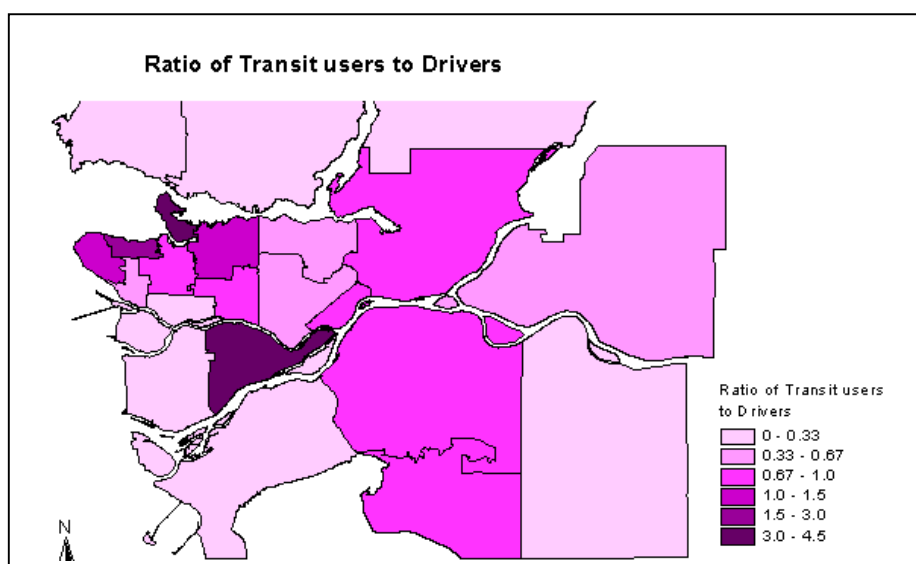 Ratio of Transit users to Drivers
Ratio of Transit users
to Drivers
0 - 0.33
0.33 - 0.67
0.67 - 1.0
1.0 - 1.5
1.5 - 3.0
3.0 - 4.5
N